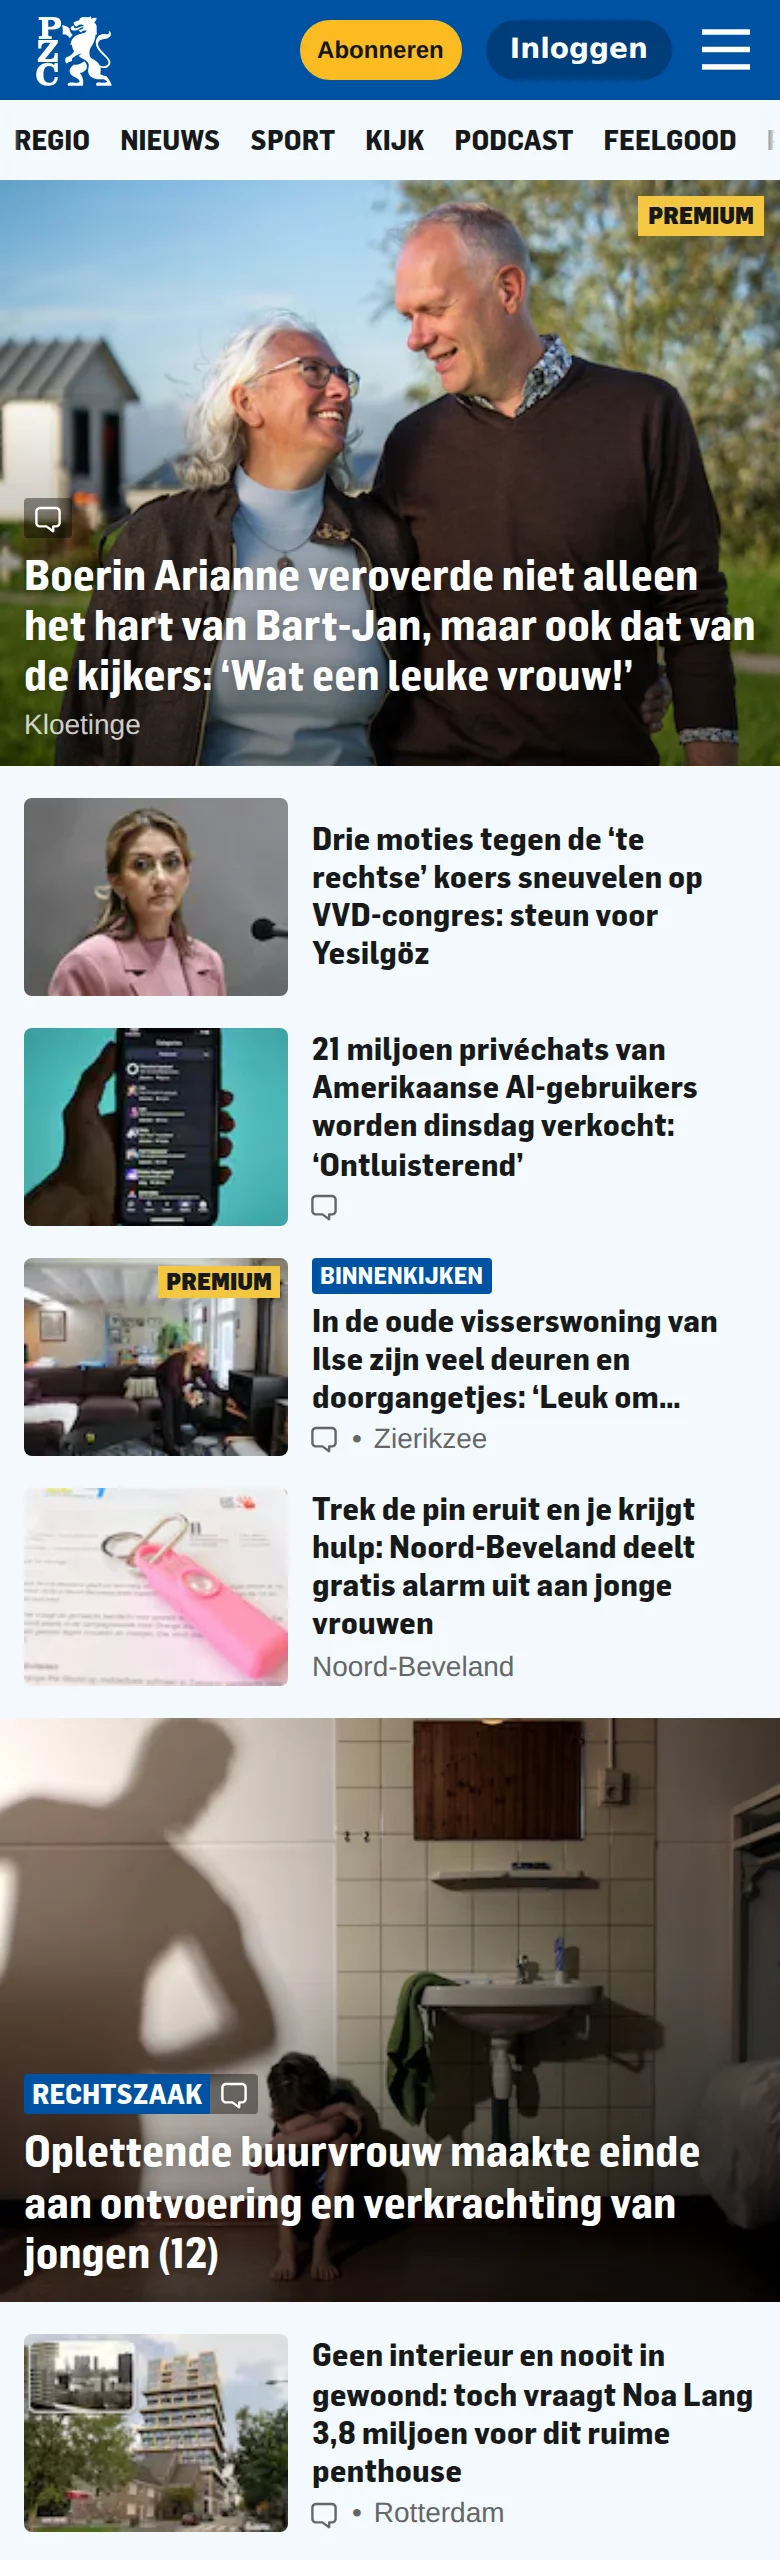 PZC
Abonneren
Inloggen
REGIO NIEUWS SPORT KIJK PODCAST FEELGOOD
PREMIUM
Boerin Arianne veroverde niet alleen
het hart van Bart-Jan, maar ook dat van
de kijkers: ‘Wat een leuke vrouw!’
Kloetinge
Drie moties tegen de ‘te
rechtse’ koers sneuvelen op
VVD-congres: steun voor
Yesilgöz
21 miljoen privéchats van
Amerikaanse AI-gebruikers
worden dinsdag verkocht:
‘Ontluisterend’
PREMIUM
BINNENKIJKEN
In de oude visserswoning van
Ilse zijn veel deuren en
doorgangetjes: ‘Leuk om...
• Zierikzee
Trek de pin eruit en je krijgt
hulp: Noord-Beveland deelt
gratis alarm uit aan jonge
vrouwen
Noord-Beveland
RECHTSZAAK
Oplettende buurvrouw maakte einde
aan ontvoering en verkrachting van
jongen (12)
Geen interieur en nooit in
gewoond: toch vraagt Noa Lang
3,8 miljoen voor dit ruime
penthouse
• Rotterdam